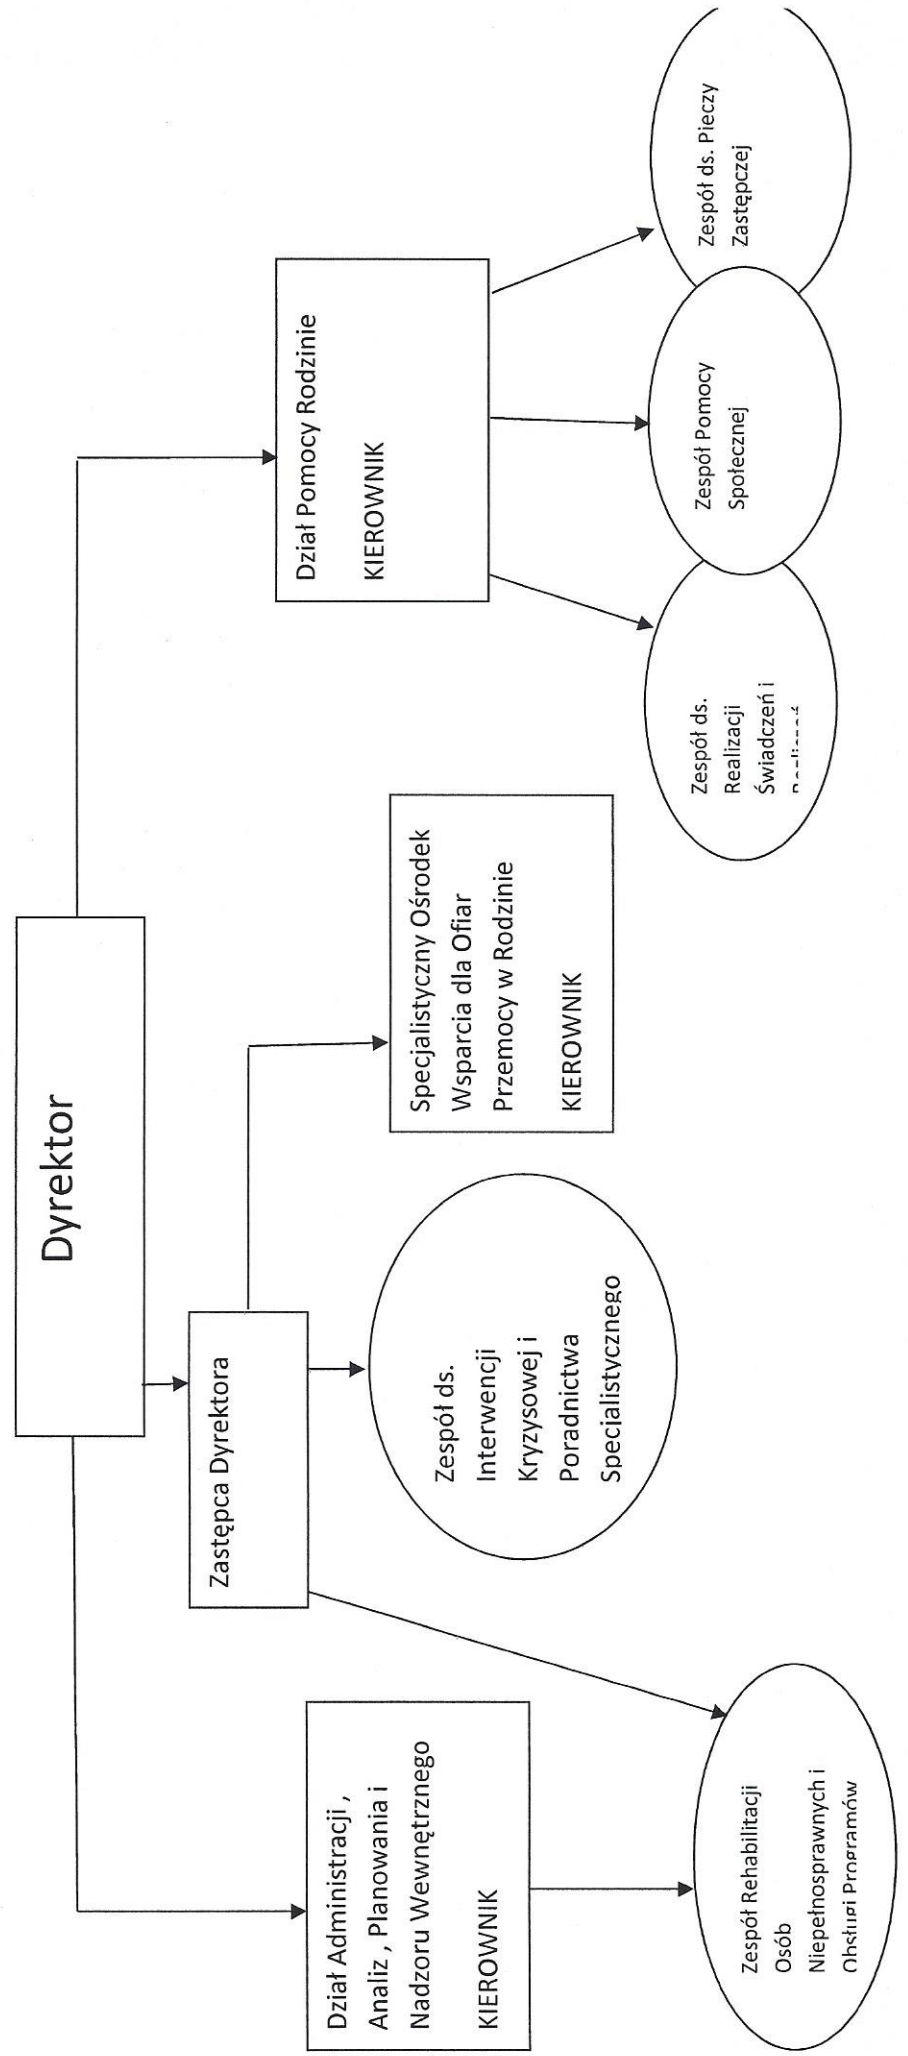 Dyrektor
Zastępca Dyrektora
Dział Administracji ,
Analiz , Planowania i
Nadzoru Wewnętrznego
KIEROWNIK
Dział Pomocy Rodzinie
KIEROWNIK
Specjalistyczny Ośrodek
Wsparcia dla Ofiar
Przemocy w Rodzinie
KIEROWNIK
Zespół ds.
Interwencji
Kryzysowej i
Poradnictwa
Specjalistycznego
Zespół Rehabilitacji
Osób
Niepełnosprawnych i
Obsługi Programów
Zespół ds.
Realizacji
Świadczeń i
Zespół Pomocy
Społecznej
Zespół ds. Pieczy
Zastępczej